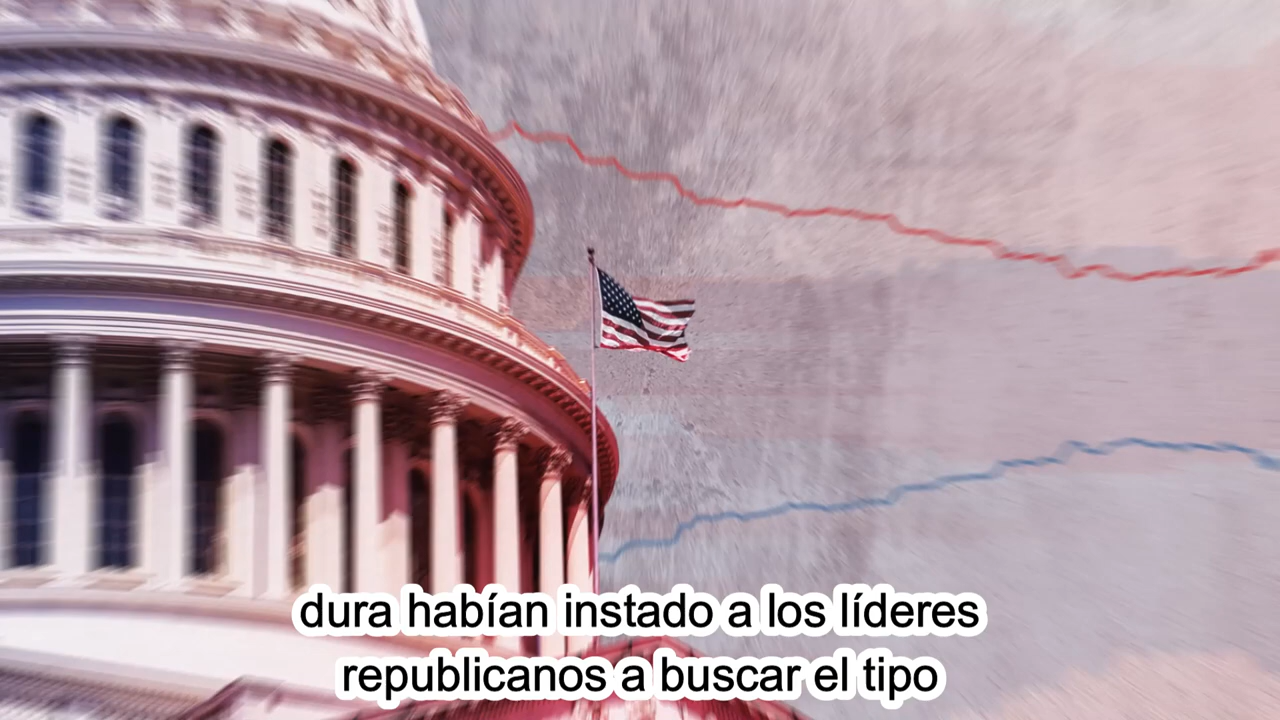 dura habían instado a los líderes
republicanos a buscar el tipo